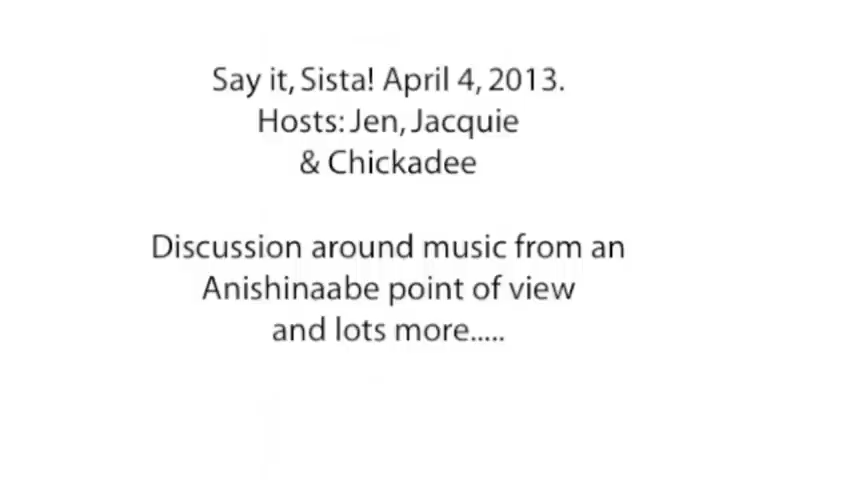 Say it, Sista! April 4, 2013.
Hosts: Jen, Jacquie
& Chickadee
Discussion around music from an
Anishinaabe point of view
and lots more.....